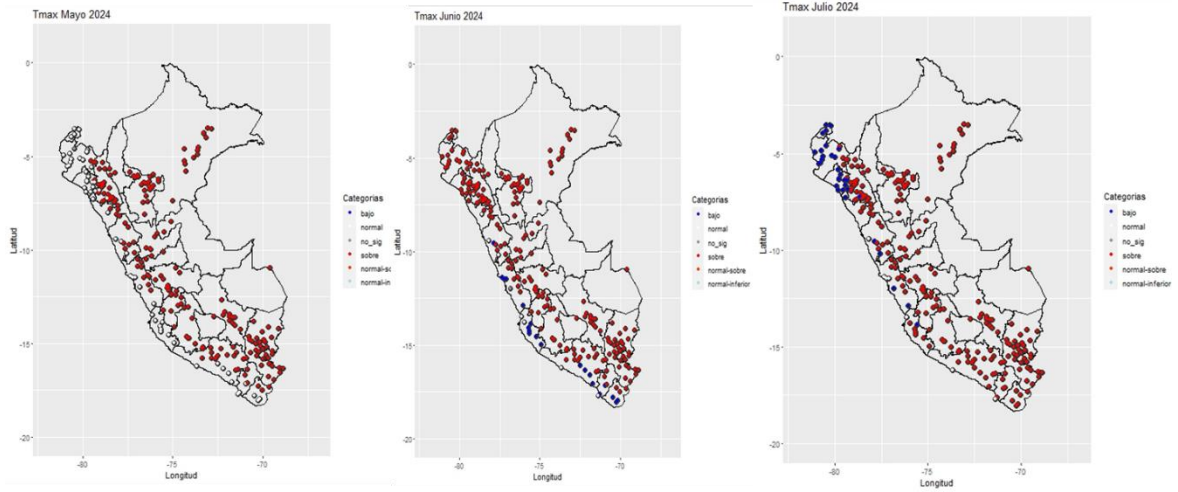 Tmax Mayo 2024
0-
-5-
-10-
-15-
-20-
Latitud
-80
-75
-70
Longitud
Categorias
bajo
normal
no_sig
sobre
normal-sc
normal-in
Tmax Junio 2024
0-
-5-
-10-
-15-
-20-
Latitud
-80
-75
-70
Longitud
Categorias
bajo
normal
no_sig
sobre
normal-sobre
normal-inferior
Tmax Julio 2024
0-
-5-
-10-
-15-
-20-
Latitud
-80
-75
-70
Longitud
Categorias
bajo
normal
no_sig
sobre
normal-sobre
normal-inferior